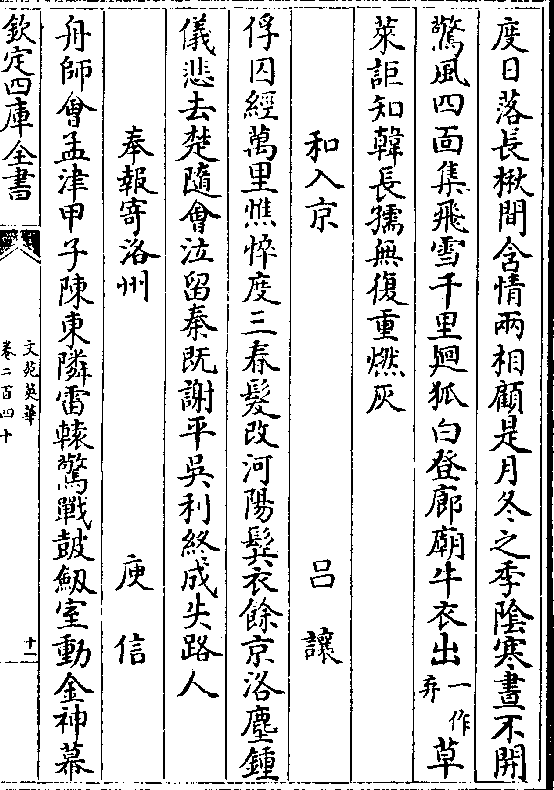 度日落長楸間含情兩相顧是月冬之季陰寒晝不開
驚風四面集飛雪千里廻狐白登廊廟牛衣出一作弃草
萊詎知韓長孺無復重燃灰
和入京 吕讓
俘囚經萬里憔悴度三春髮改河陽鬢衣餘京洛塵鍾
儀悲去楚隨會泣留秦既謝平吳利終成失路人
奉報寄洛州 庾信
舟師會孟津甲子陳東隣雷轅驚戰鼓劔室動金神幕
欽定四庫全書
文苑英華
卷二百四十
十一